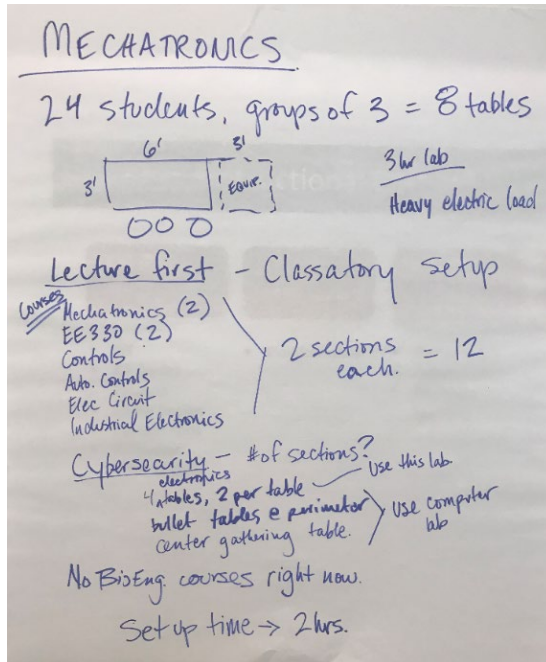 MECHATRONICS
24 students, groups of 3 = 8 tables
6' 3'
3'
EQUIP.
3hr lab
Heavy electric load
Lecture first - Classatory setup
Courses
Mechatronics (2)
EE330 (2)
Controls
Auto. Controls
Elec Circuit
Industrial Electronics
2 sections each. = 12
Cybersecurity - # of sections?
electronics
4 tables, 2 per table
Use this lab
bullet tables @ perimeter
center gathering table.
Use computer lab
No BioEng. courses right now.
Set up time → 2hrs.